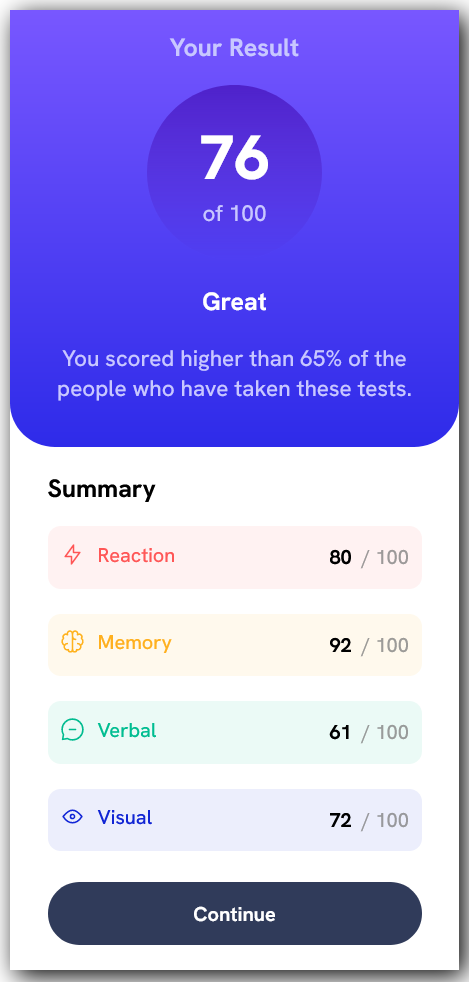 Your Result
76
of 100
Great
You scored higher than 65% of the
people who have taken these tests.
Summary
Reaction 80 / 100
Memory 92 / 100
Verbal 61 / 100
Visual 72 / 100
Continue